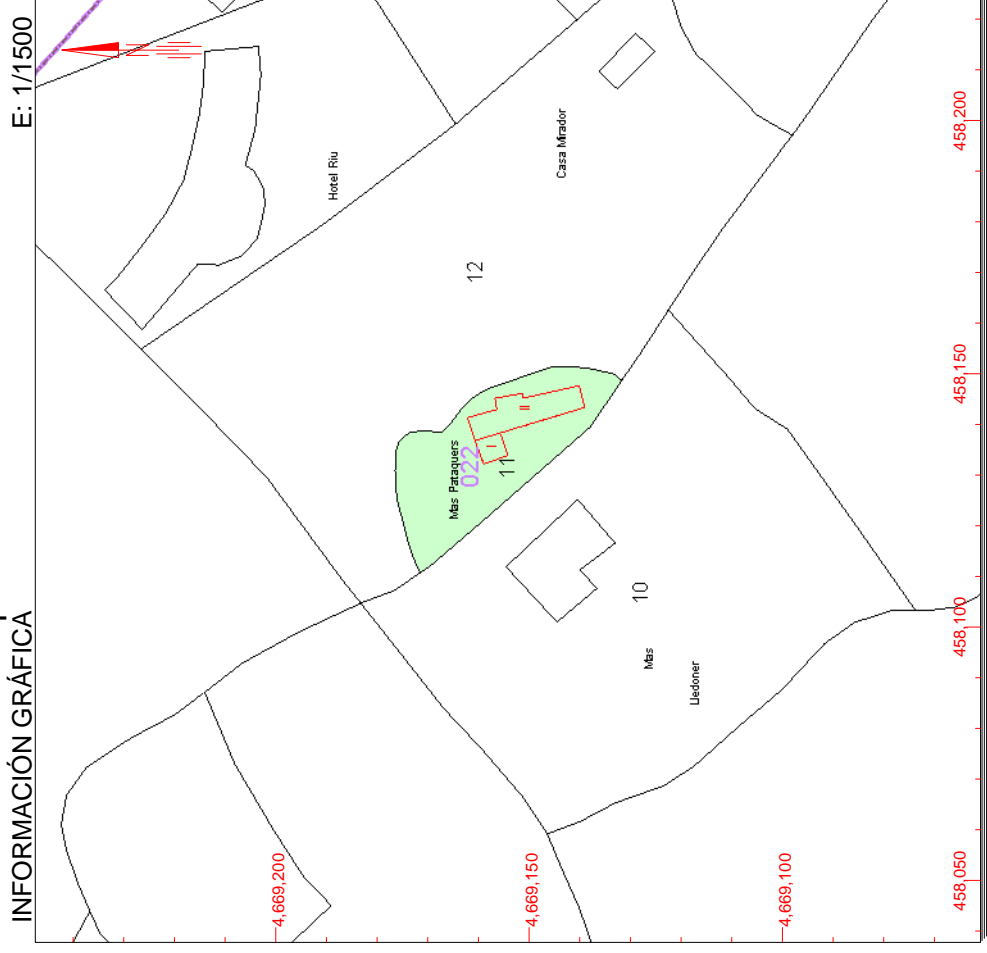 INFORMACIÓN GRÁFICA
E: 1/1500
Hotel Riu
Casa Mirador
12
Mas Pataquers
022
I
II
11
10
Mas
Lledoner
4,669,200
4,669,150
4,669,100
458,050
458,100
458,150
458,200